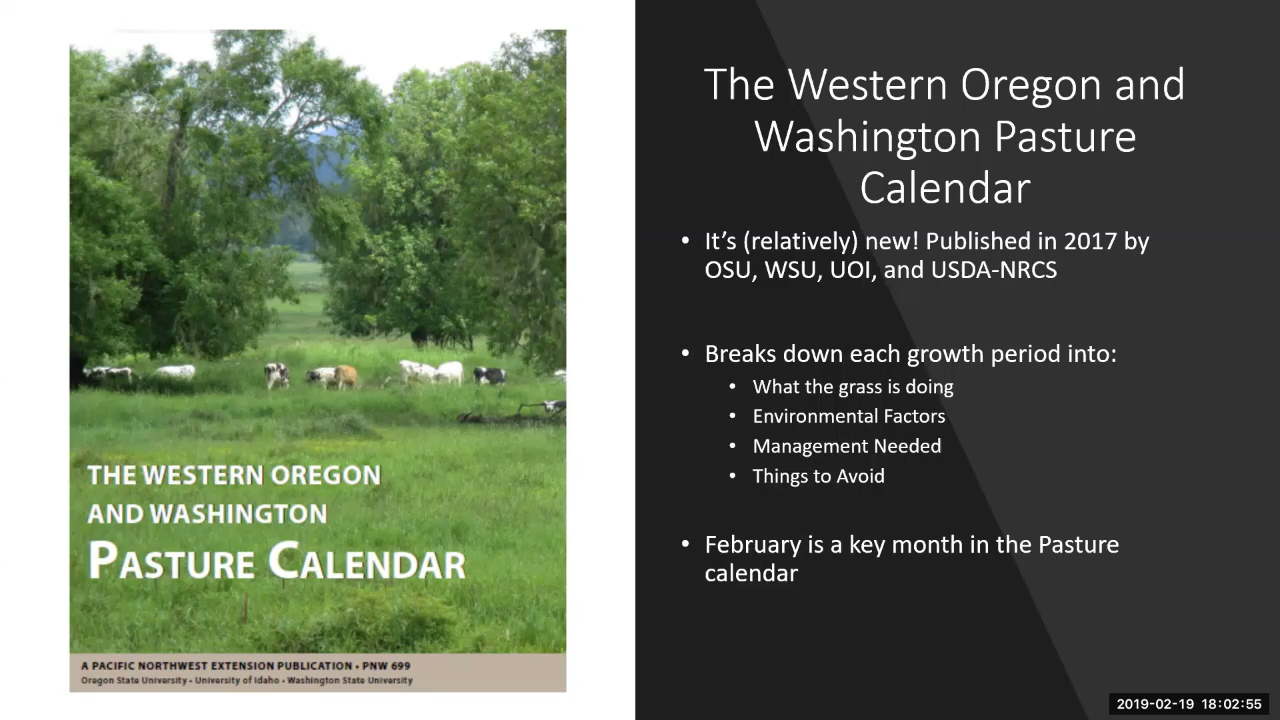 THE WESTERN OREGON
AND WASHINGTON
PASTURE CALENDAR
A PACIFIC NORTHWEST EXTENSION PUBLICATION • PNW 699
Oregon State University • University of Idaho • Washington State University
The Western Oregon and
Washington Pasture
Calendar
• It’s (relatively) new! Published in 2017 by
OSU, WSU, UOI, and USDA-NRCS
• Breaks down each growth period into:
• What the grass is doing
• Environmental Factors
• Management Needed
• Things to Avoid
• February is a key month in the Pasture
calendar
2019-02-19 18:02:55